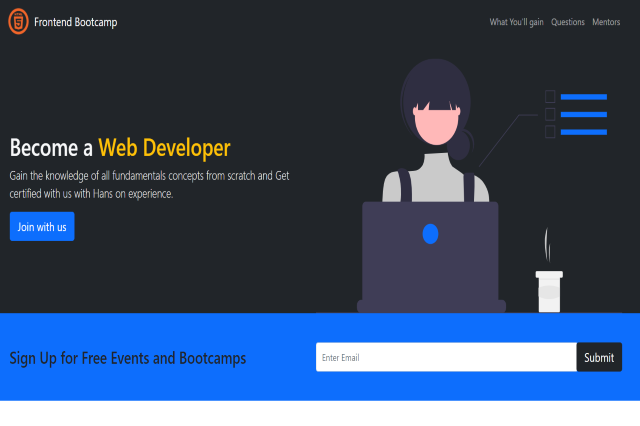 Frontend Bootcamp
What You'll gain Questions Mentors
Become a Web Developer
Gain the knowledge of all fundamentals concepts from scratch and Get
certified with us with Hans on experience.
Join with us
Sign Up for Free Events and Bootcamps
Enter Email
Submit